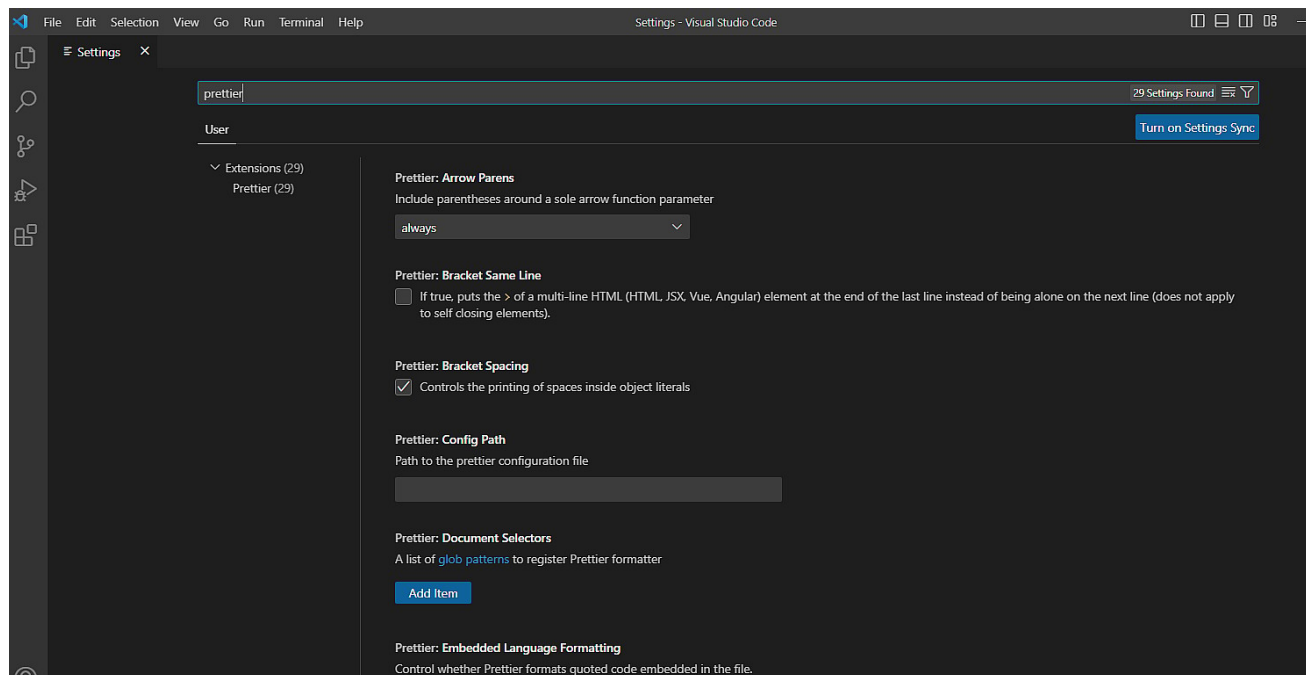 File Edit Selection View Go Run Terminal Help
Settings - Visual Studio Code
Settings
prettier
29 Settings Found
User
Turn on Settings Sync
Extensions (29)
Prettier (29)
Prettier: Arrow Parens
Include parentheses around a sole arrow function parameter
always
Prettier: Bracket Same Line
If true, puts the > of a multi-line HTML (HTML, JSX, Vue, Angular) element at the end of the last line instead of being alone on the next line (does not apply
to self closing elements).
Prettier: Bracket Spacing
Controls the printing of spaces inside object literals
Prettier: Config Path
Path to the prettier configuration file
Prettier: Document Selectors
A list of glob patterns to register Prettier formatter
Add Item
Prettier: Embedded Language Formatting
Control whether Prettier formats quoted code embedded in the file.